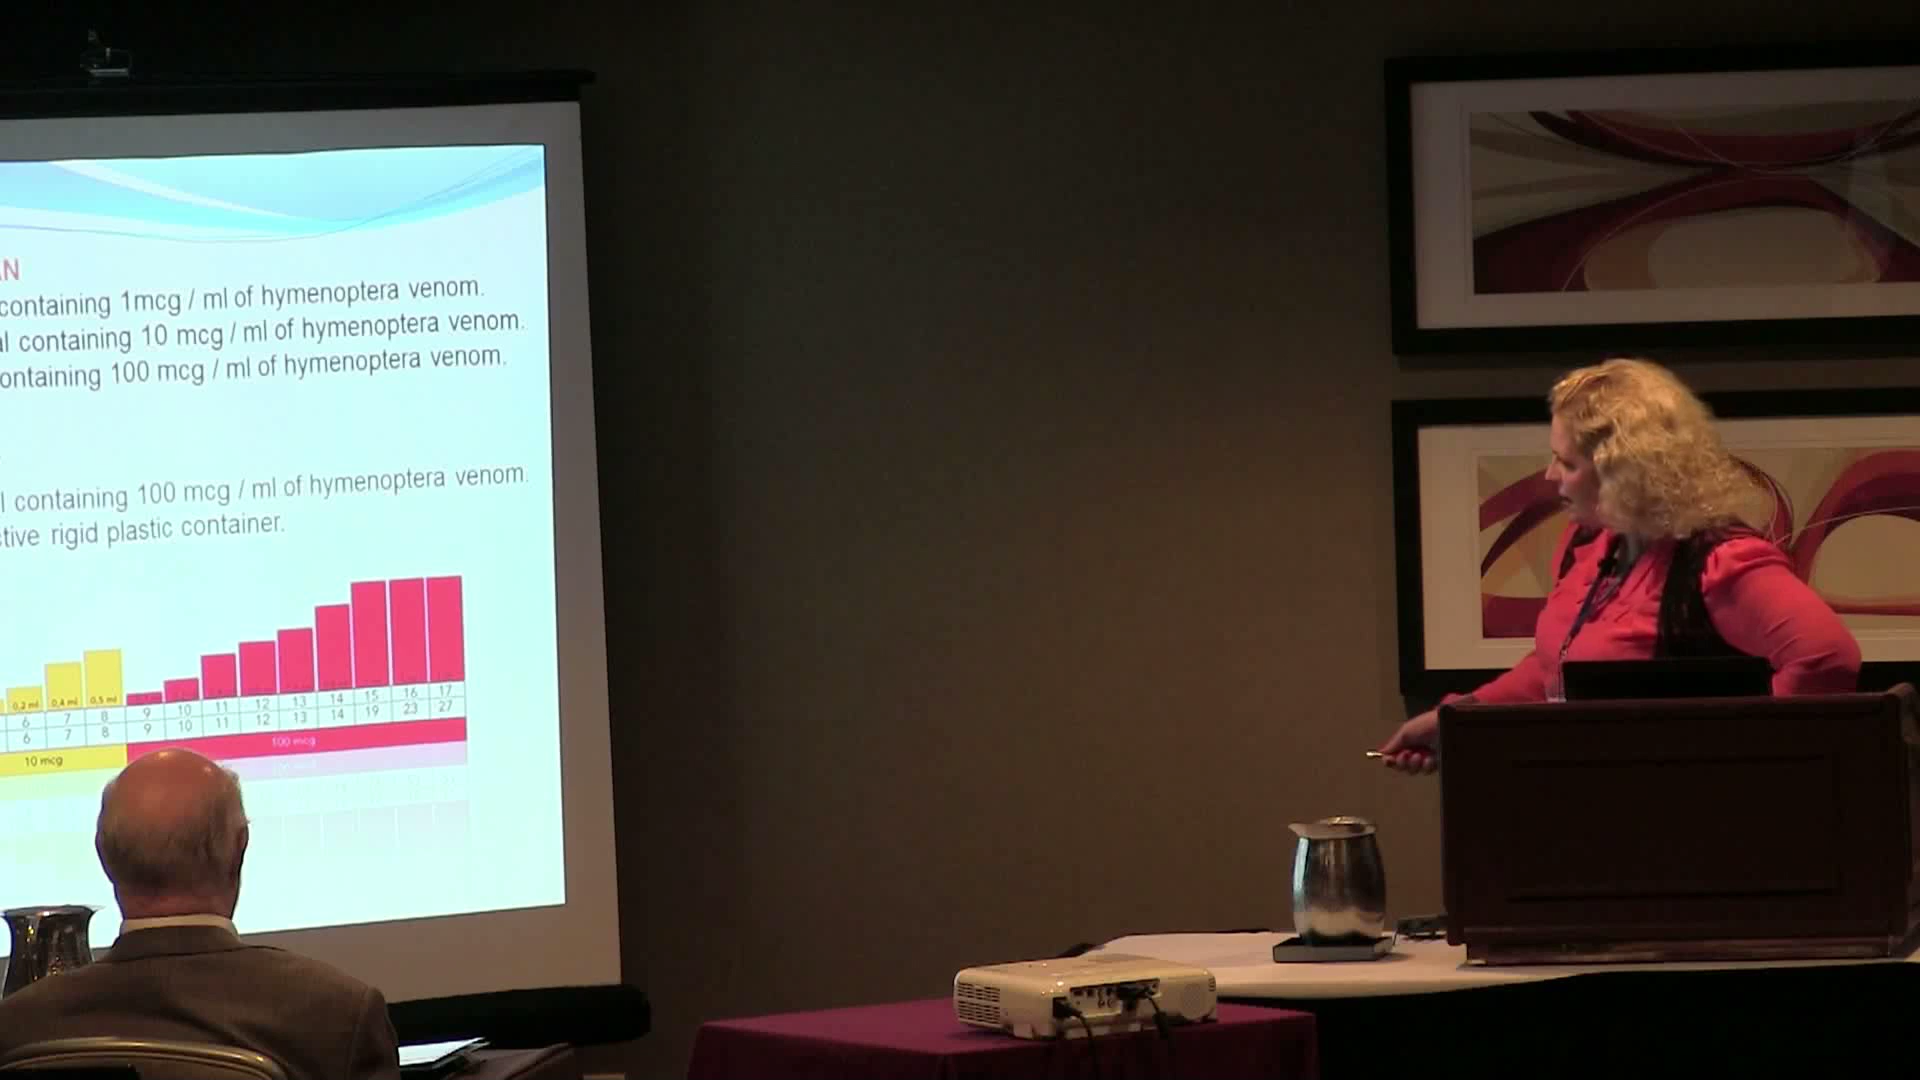 AN
containing 1mcg / ml of hymenoptera venom.
al containing 10 mcg / ml of hymenoptera venom.
ontaining 100 mcg / ml of hymenoptera venom.
l containing 100 mcg / ml of hymenoptera venom.
ctive rigid plastic container.
0,2 ml 0,4 ml 0,5 ml
6 7 8 9 10 11 12 13 14 15 16 17
6 7 8 9 10 11 12 13 14 19 23 27
10 mcg 100 mcg